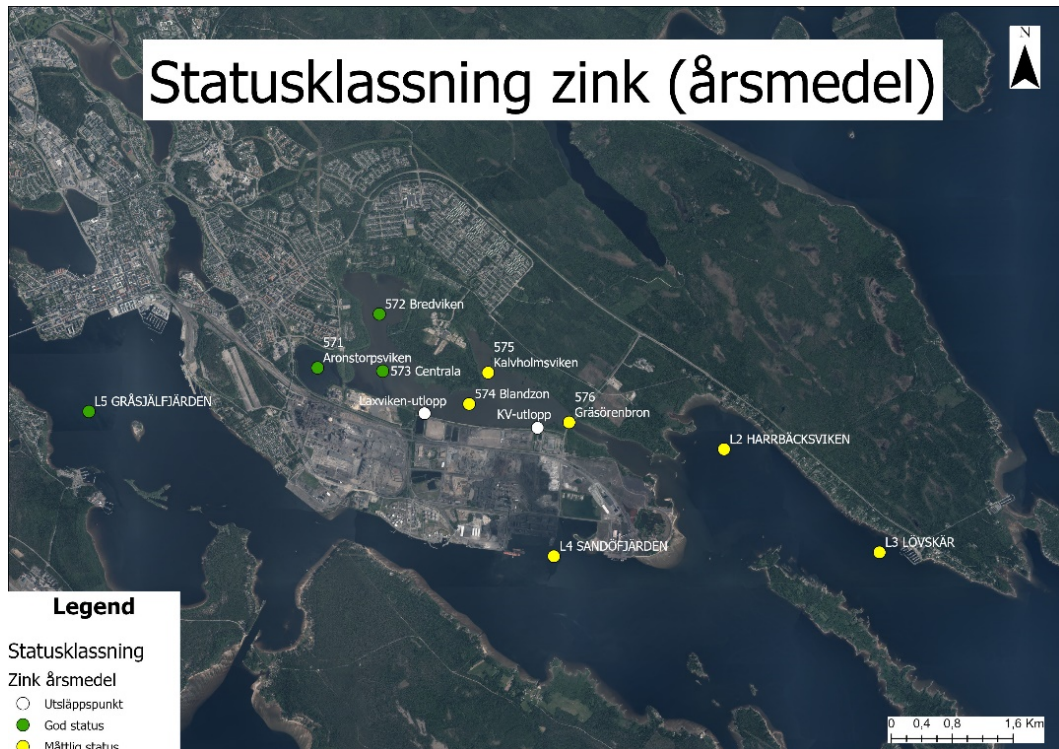 Statusklassning zink (årsmedel)
N
572 Bredviken
571
Aronstorpsviken
575
Kalvholmsviken
573 Centrala
L5 GRÅSJÄLFJÄRDEN
Laxviken-utlopp
574 Blandzon
576
Gräsörenbron
KV-utlopp
L2 HARRBÄCKSVIKEN
L4 SANDÖFJÄRDEN
L3 LÖVSKÄR
Legend
Statusklassning
Zink årsmedel
Utsläppspunkt
God status
Måttlig status
0 0,4 0,8 1,6 Km